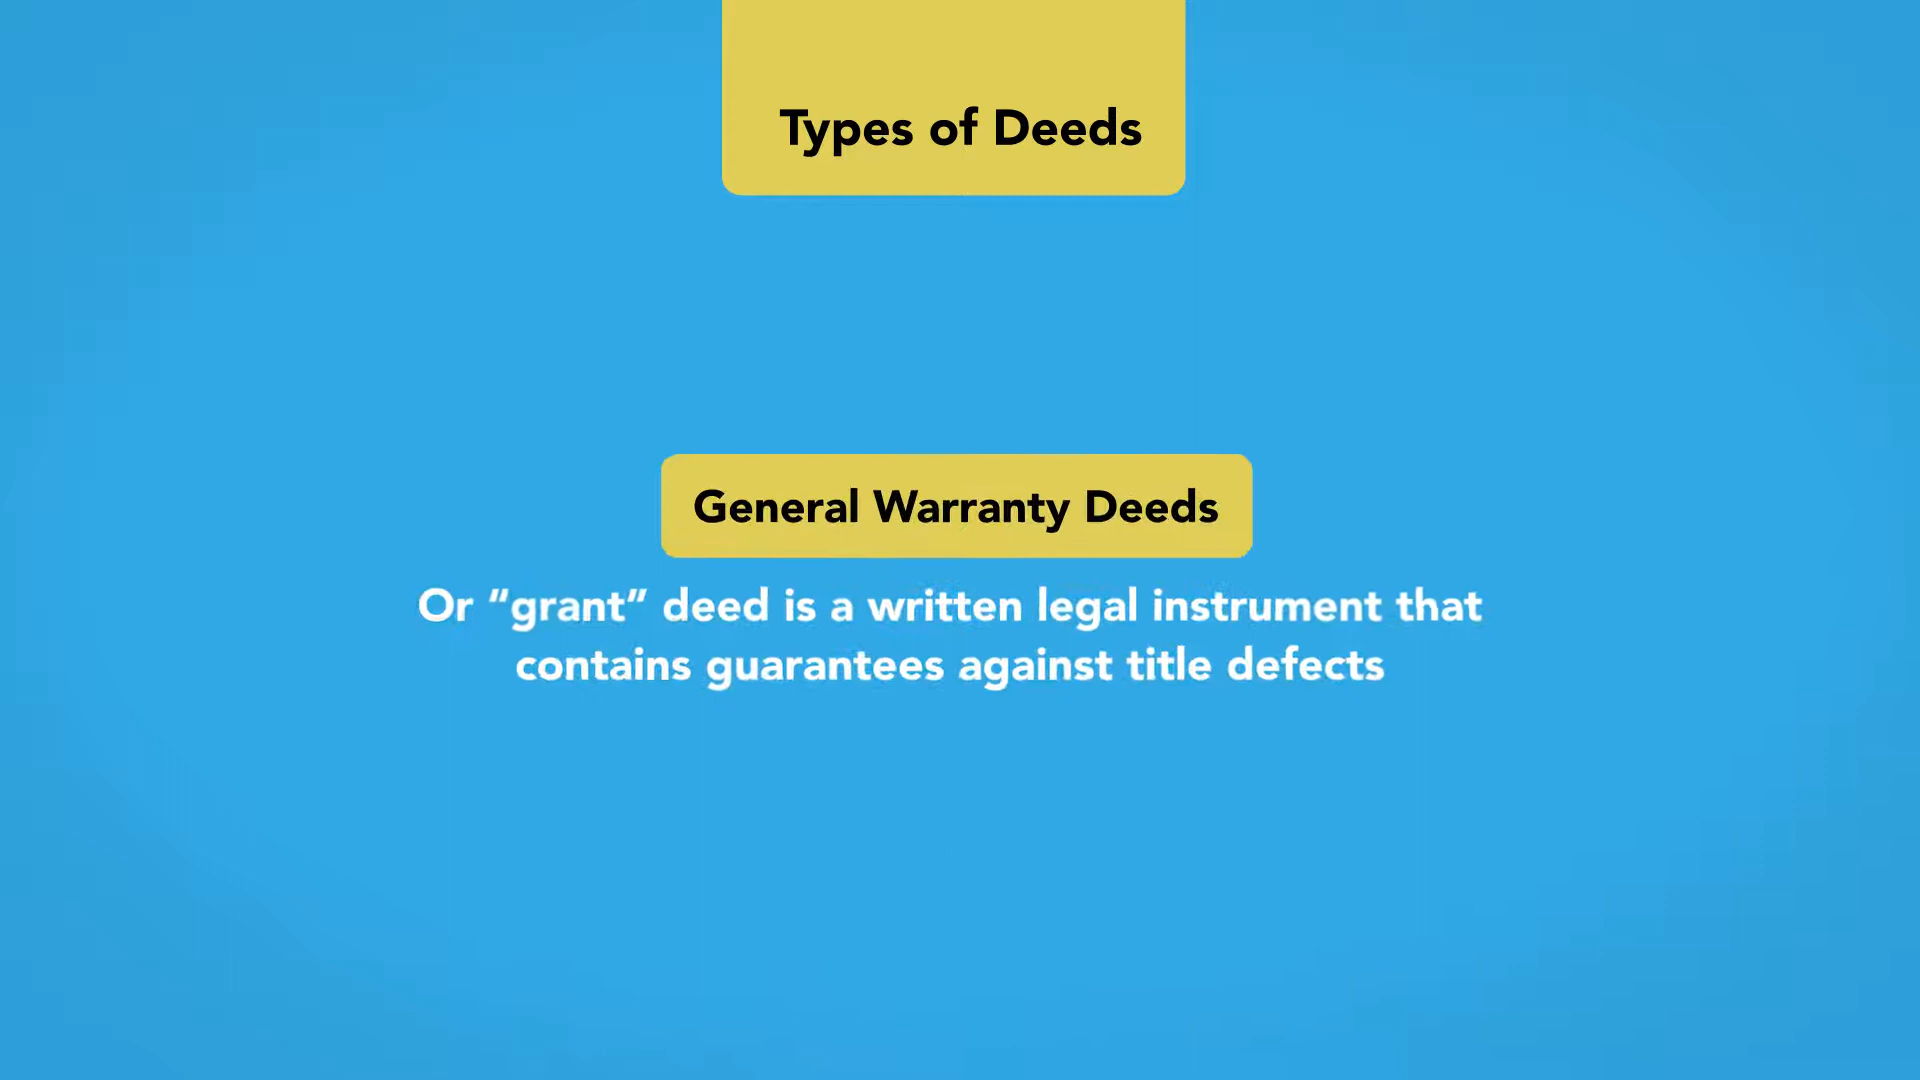 Types of Deeds
General Warranty Deeds
Or “grant” deed is a written legal instrument that
contains guarantees against title defects